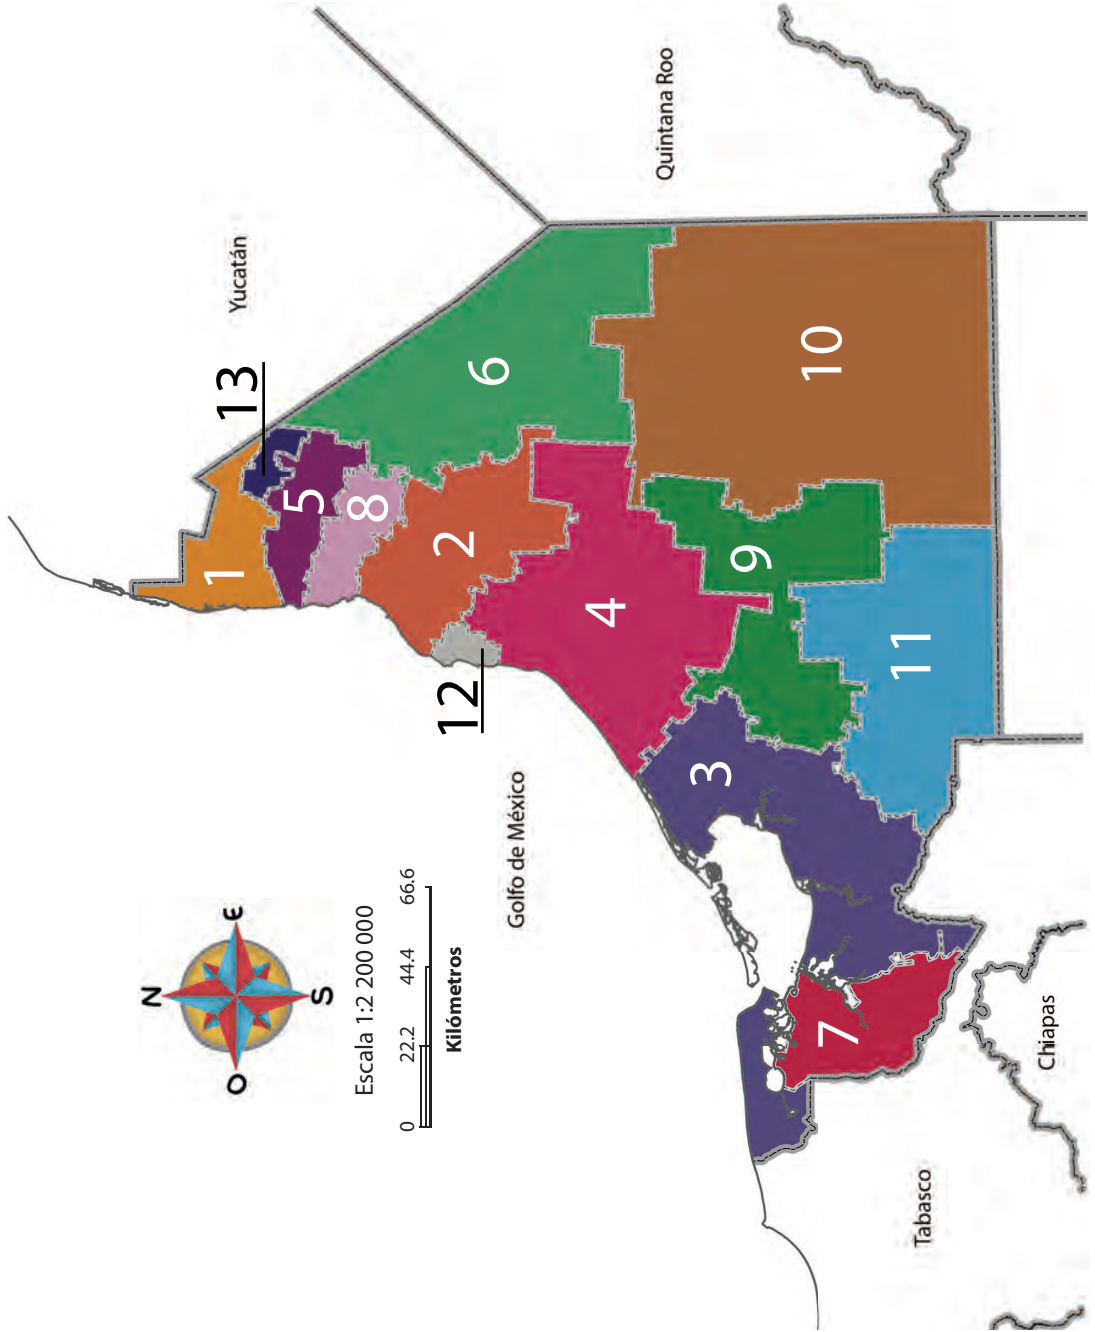 N
O
E
S
Escala 1:2 200 000
0 22.2 44.4 66.6
Kilómetros
Golfo de México
Yucatán
Quintana Roo
Tabasco
Chiapas
1
13
5
8
6
2
12
4
10
9
3
11
7